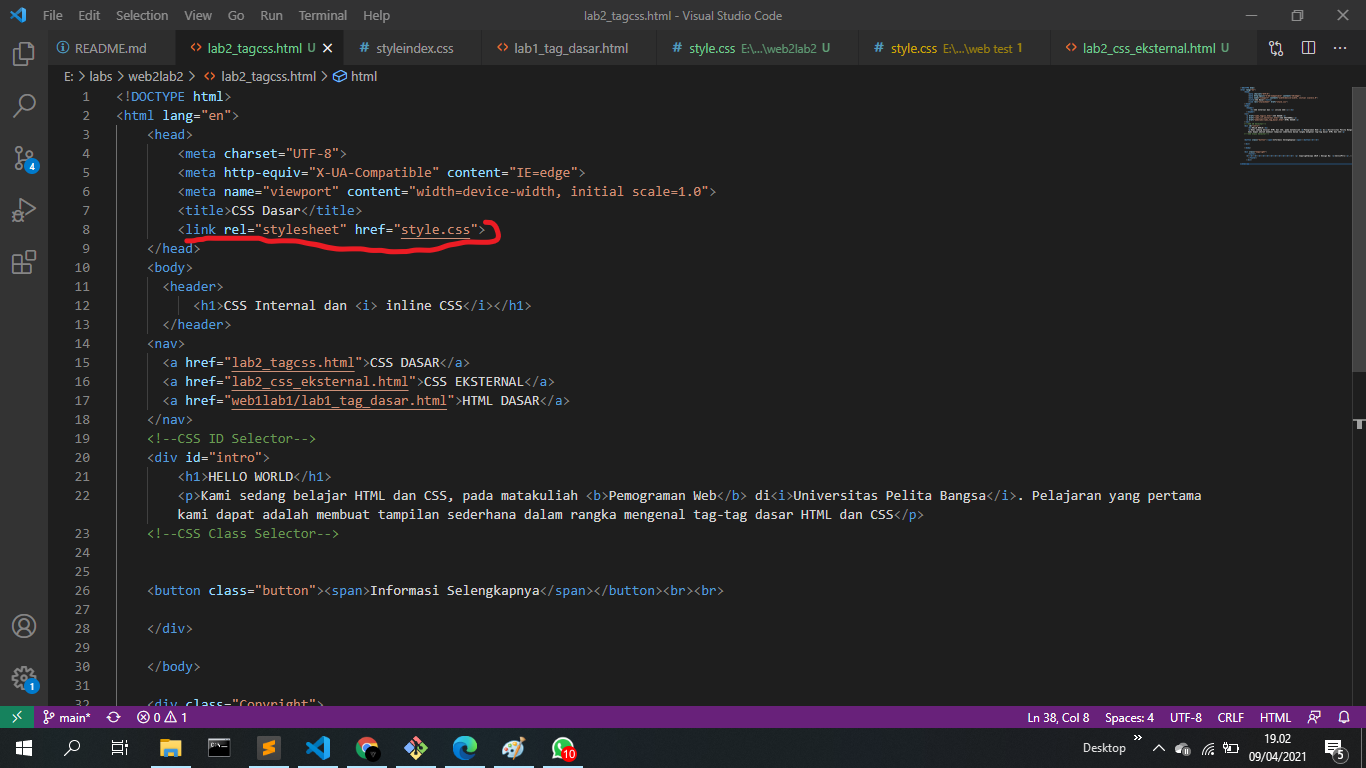 File Edit Selection View Go Run Terminal Help lab2_tagcss.html - Visual Studio Code
README.md lab2_tagcss.html U styleindex.css lab1_tag_dasar.html style.css E:\...\web2lab2 U style.css E:\...\web test 1 lab2_css_eksternal.html U
E: > labs > web2lab2 > lab2_tagcss.html > html
1 <!DOCTYPE html>
2 <html lang="en">
3 <head>
4 <meta charset="UTF-8">
5 <meta http-equiv="X-UA-Compatible" content="IE=edge">
6 <meta name="viewport" content="width=device-width, initial scale=1.0">
7 <title>CSS Dasar</title>
8 <link rel="stylesheet" href="style.css">
9 </head>
10 <body>
11 <header>
12 <h1>CSS Internal dan <i> inline CSS</i></h1>
13 </header>
14 <nav>
15 <a href="lab2_tagcss.html">CSS DASAR</a>
16 <a href="lab2_css_eksternal.html">CSS EKSTERNAL</a>
17 <a href="web1lab1/lab1_tag_dasar.html">HTML DASAR</a>
18 </nav>
19 <!--CSS ID Selector-->
20 <div id="intro">
21 <h1>HELLO WORLD</h1>
22 <p>Kami sedang belajar HTML dan CSS, pada matakuliah <b>Pemograman Web</b> di<i>Universitas Pelita Bangsa</i>. Pelajaran yang pertama
kami dapat adalah membuat tampilan sederhana dalam rangka mengenal tag-tag dasar HTML dan CSS</p>
23 <!--CSS Class Selector-->
24
25
26 <button class="button"><span>Informasi Selengkapnya</span></button><br><br>
27
28 </div>
29
30 </body>
31
32 <div class="Copyright">
4
1
main* 0 1 Ln 38, Col 8 Spaces: 4 UTF-8 CRLF HTML
10 Desktop 19.02
09/04/2021 5